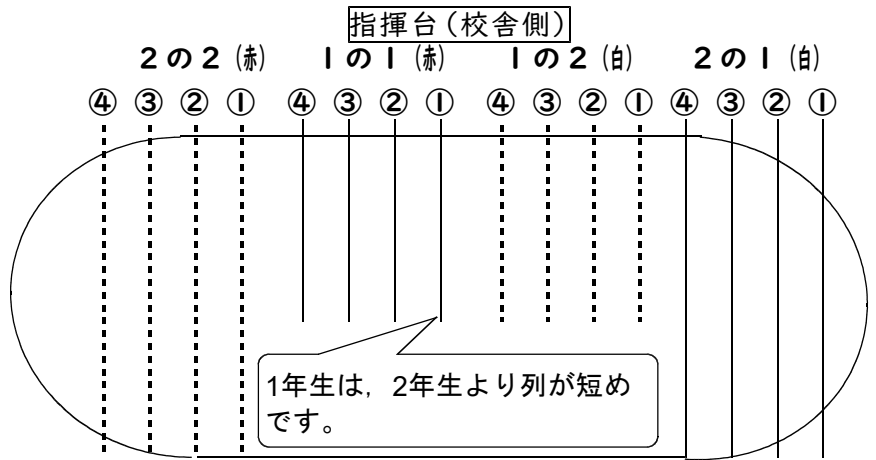 指揮台（校舎側）
２の２（赤） １の１（赤） １の２（白） ２の１（白）
④ ③ ② ① ④ ③ ② ① ④ ③ ② ① ④ ③ ② ①
1年生は，2年生より列が短め
です。